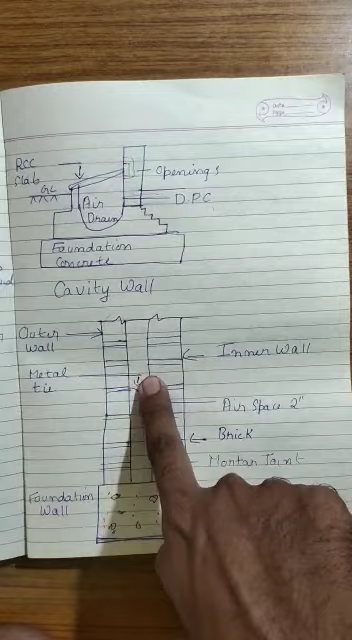 RCC
Slab
GL
Air
Drain
Openings
D.P.C
Foundation
Concrete
Cavity Wall
Outer
Wall
Inner Wall
Metal
tie
Air Space 2"
Brick
Mortar Joint
Foundation
Wall